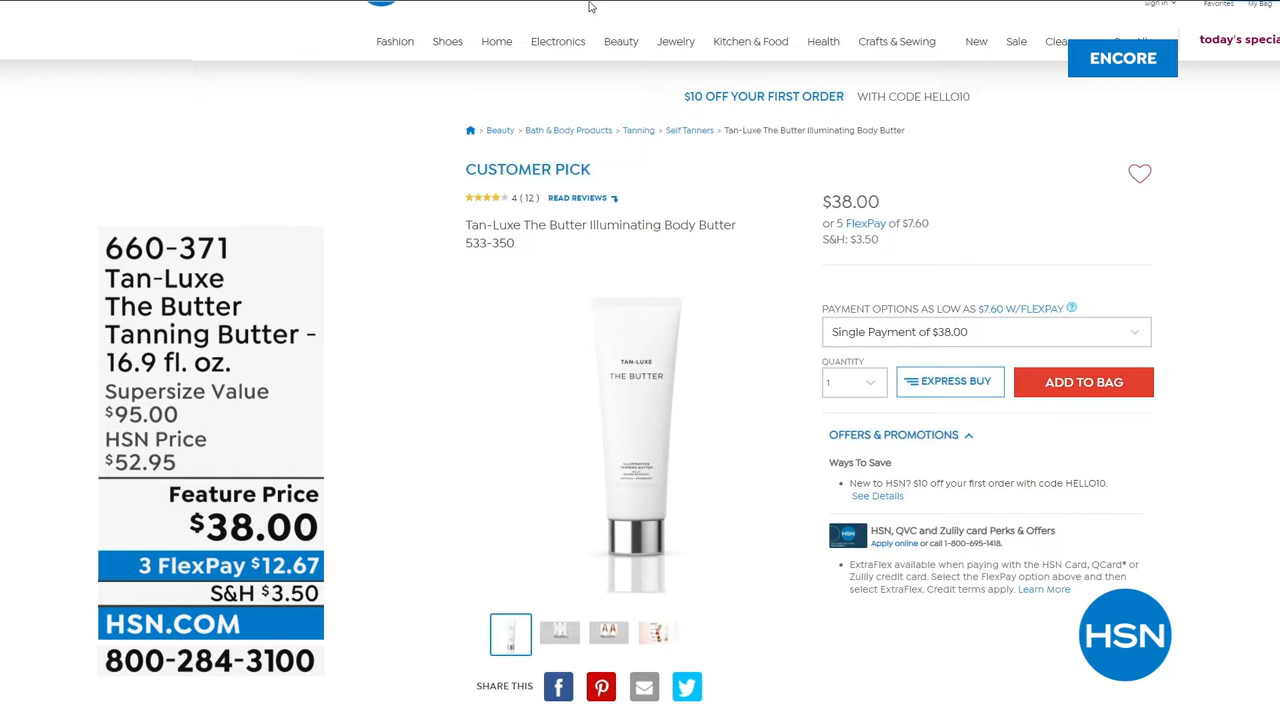 Sign in
Favorites
My Bag
Fashion
Shoes
Home
Electronics
Beauty
Jewelry
Kitchen & Food
Health
Crafts & Sewing
New
Sale
today's specia
ENCORE
$10 OFF YOUR FIRST ORDER WITH CODE HELLO10
> Beauty > Bath & Body Products > Tanning > Self Tanners > Tan-Luxe The Butter Illuminating Body Butter
CUSTOMER PICK
4 ( 12 ) READ REVIEWS
Tan-Luxe The Butter Illuminating Body Butter
533-350
$38.00
or 5 FlexPay of $7.60
S&H: $3.50
PAYMENT OPTIONS AS LOW AS $7.60 W/FLEXPAY ?
Single Payment of $38.00
QUANTITY
1
EXPRESS BUY
ADD TO BAG
OFFERS & PROMOTIONS
Ways To Save
New to HSN? $10 off your first order with code HELLO10.
See Details
HSN, QVC and Zulily card Perks & Offers
Apply online or call 1-800-695-1418.
ExtraFlex available when paying with the HSN Card, QCard® or
Zulily credit card. Select the FlexPay option above and then
select ExtraFlex. Credit terms apply. Learn More
TAN-LUXE
THE BUTTER
ILLUMINATING
TANNING BUTTER
SHARE THIS
660-371
Tan-Luxe
The Butter
Tanning Butter -
16.9 fl. oz.
Supersize Value
$95.00
HSN Price
$52.95
Feature Price
$38.00
3 FlexPay $12.67
S&H $3.50
HSN.COM
800-284-3100
HSN